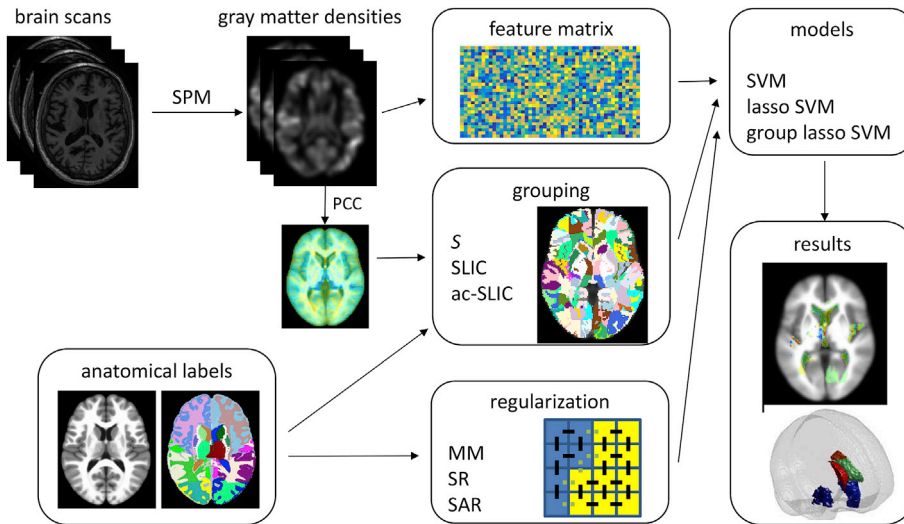 brain scans
gray matter densities
SPM
PCC
feature matrix
models
SVM
lasso SVM
group lasso SVM
grouping
S
SLIC
ac-SLIC
anatomical labels
regularization
MM
SR
SAR
results